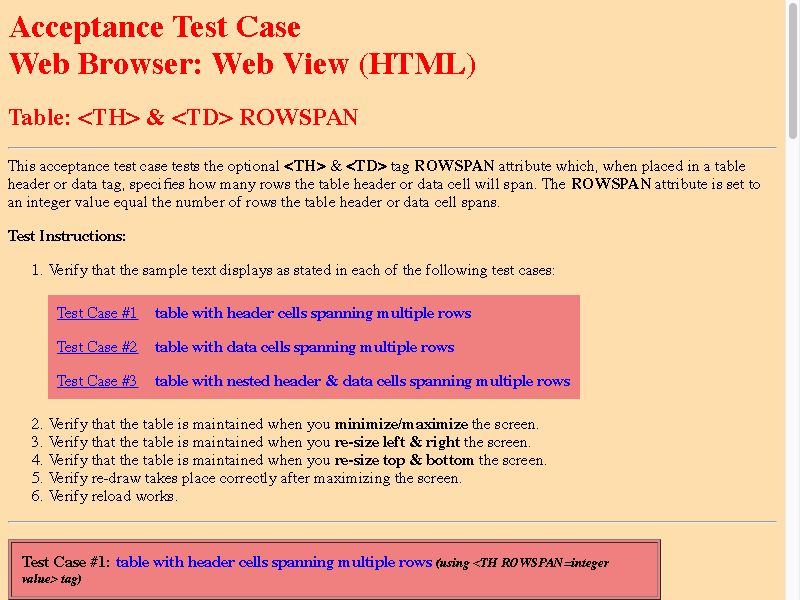 Acceptance Test Case
Web Browser: Web View (HTML)
Table: <TH> & <TD> ROWSPAN
This acceptance test case tests the optional <TH> & <TD> tag ROWSPAN attribute which, when placed in a table
header or data tag, specifies how many rows the table header or data cell will span. The ROWSPAN attribute is set to
an integer value equal the number of rows the table header or data cell spans.
Test Instructions:
1. Verify that the sample text displays as stated in each of the following test cases:
Test Case #1 table with header cells spanning multiple rows
Test Case #2 table with data cells spanning multiple rows
Test Case #3 table with nested header & data cells spanning multiple rows
2. Verify that the table is maintained when you minimize/maximize the screen.
3. Verify that the table is maintained when you re-size left & right the screen.
4. Verify that the table is maintained when you re-size top & bottom the screen.
5. Verify re-draw takes place correctly after maximizing the screen.
6. Verify reload works.
Test Case #1: table with header cells spanning multiple rows (using <TH ROWSPAN=integer
value> tag)